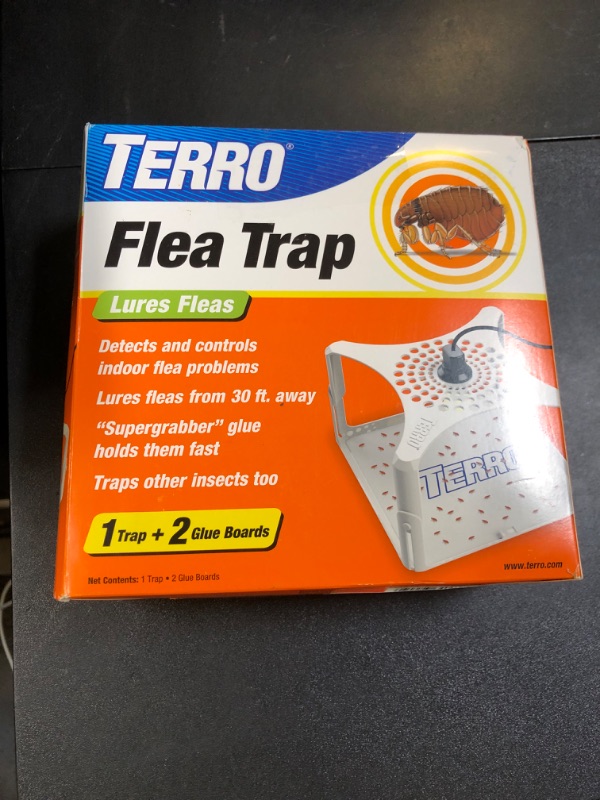 TERRO®
Flea Trap
Lures Fleas
Detects and controls
indoor flea problems
Lures fleas from 30 ft. away
“Supergrabber” glue
holds them fast
Traps other insects too
TERRO
TERRO
1 Trap + 2 Glue Boards
Net Contents: 1 Trap • 2 Glue Boards
www.terro.com